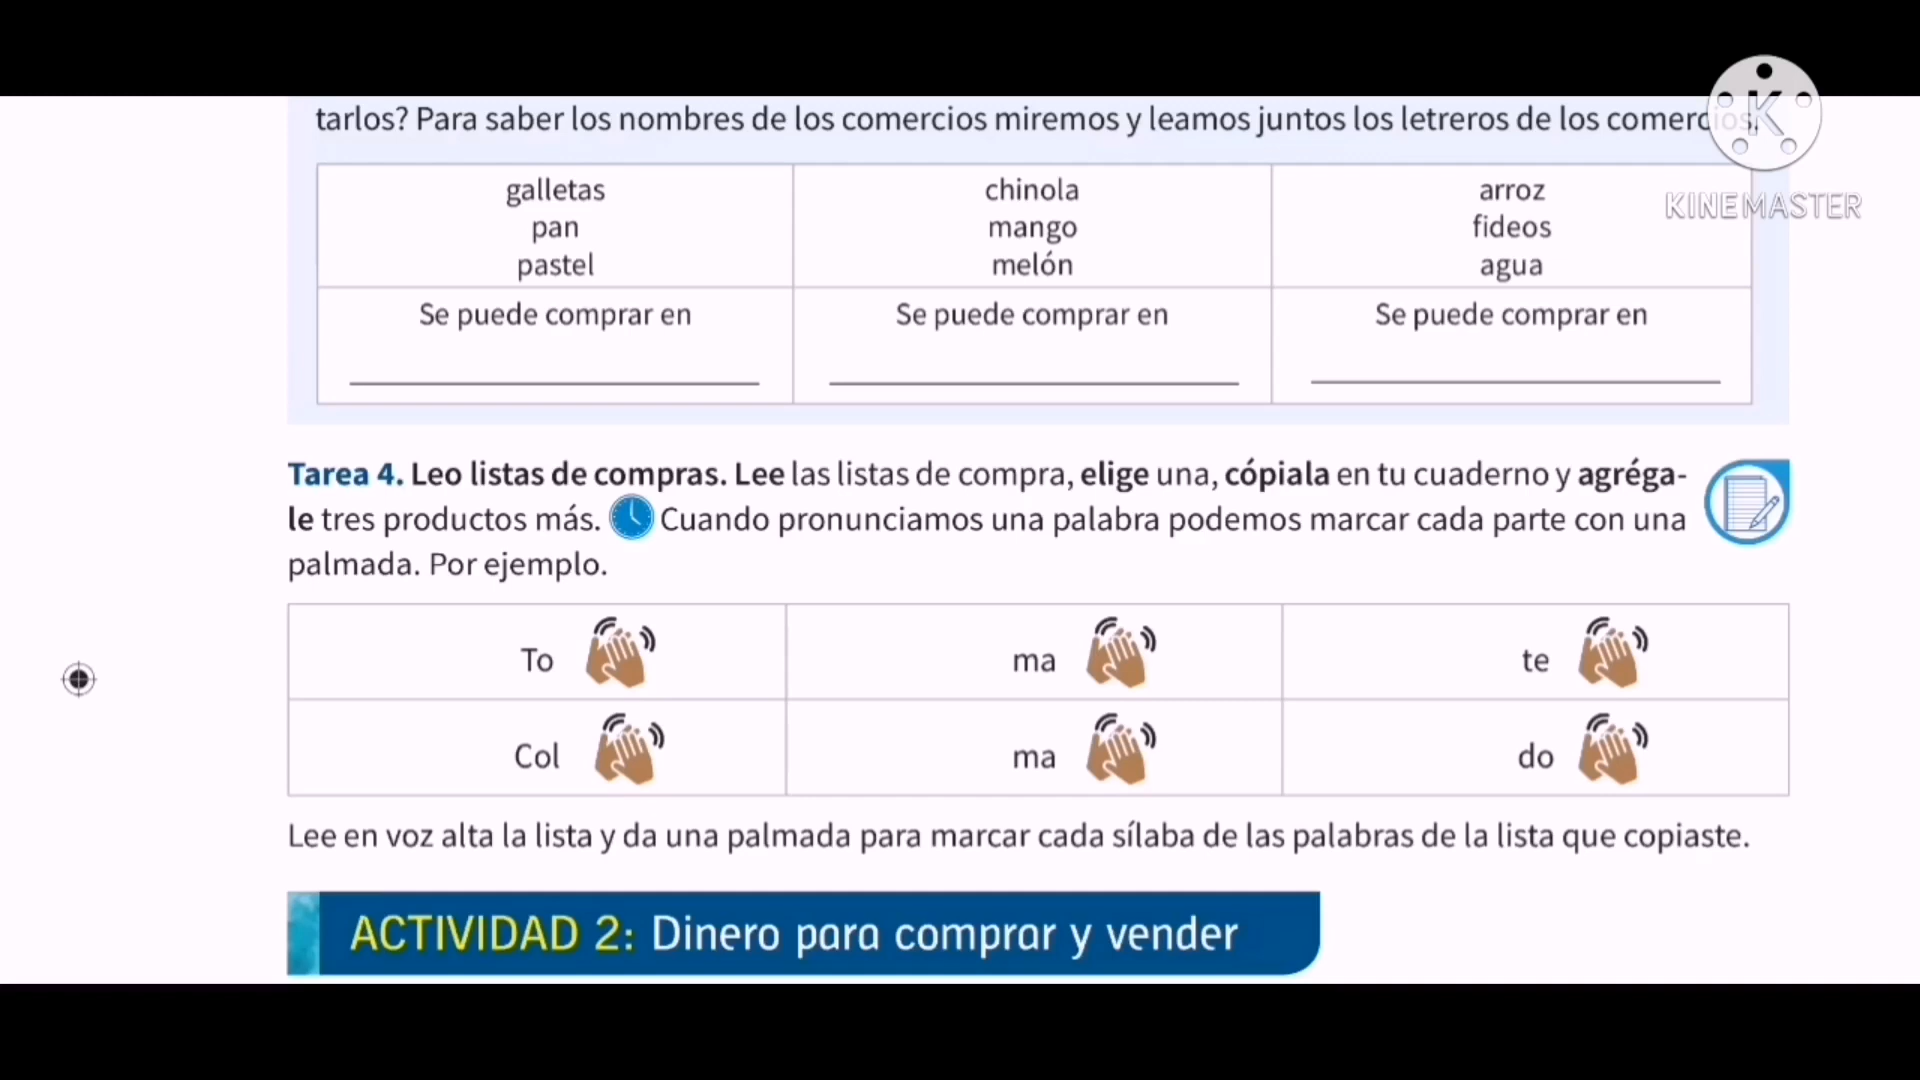 tarlos? Para saber los nombres de los comercios miremos y leamos juntos los letreros de los comercios.
galletas
pan
pastel
chinola
mango
melón
arroz
fideos
agua
KINEMASTER
Se puede comprar en
Se puede comprar en
Se puede comprar en
Tarea 4. Leo listas de compras. Lee las listas de compra, elige una, cópiala en tu cuaderno y agréga-
le tres productos más. Cuando pronunciamos una palabra podemos marcar cada parte con una
palmada. Por ejemplo.
To ma te
Col ma do
Lee en voz alta la lista y da una palmada para marcar cada sílaba de las palabras de la lista que copiaste.
ACTIVIDAD 2: Dinero para comprar y vender